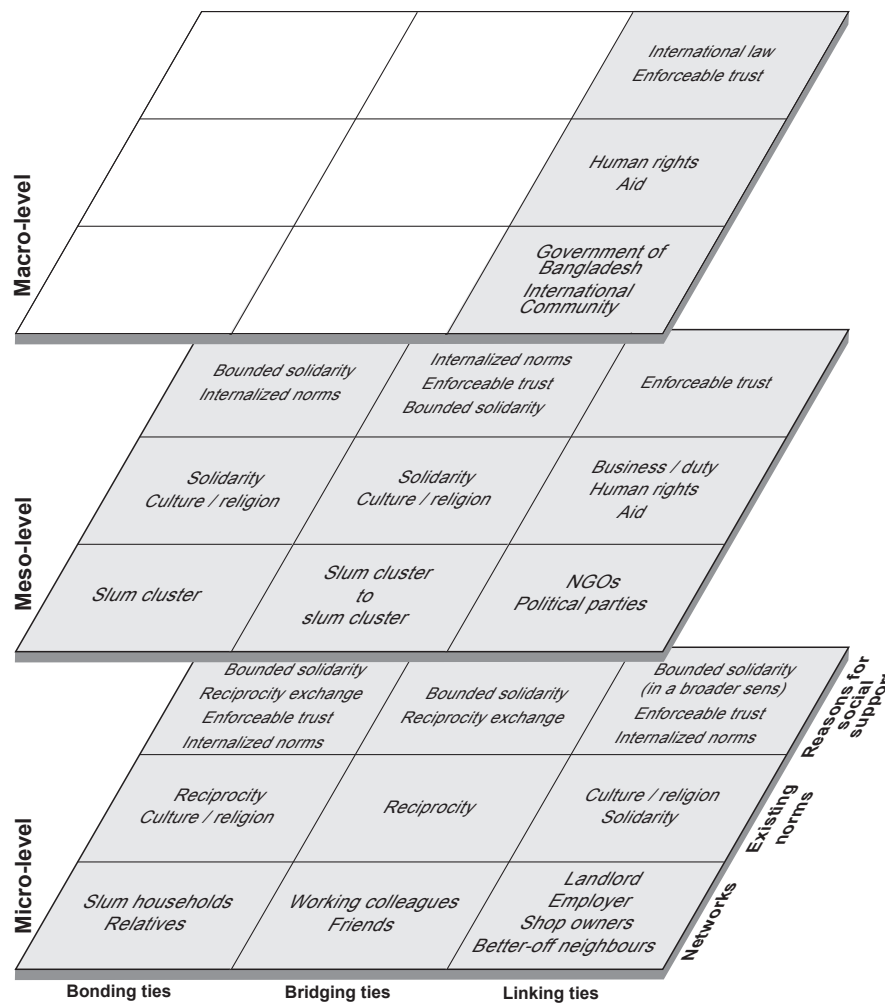 Macro-level
International law
Enforceable trust
Human rights
Aid
Government of
Bangladesh
International
Community
Meso-level
Bounded solidarity
Internalized norms
Internalized norms
Enforceable trust
Bounded solidarity
Enforceable trust
Solidarity
Culture / religion
Solidarity
Culture / religion
Business / duty
Human rights
Aid
Slum cluster
Slum cluster
to
slum cluster
NGOs
Political parties
Micro-level
Bounded solidarity
Reciprocity exchange
Enforceable trust
Internalized norms
Bounded solidarity
Reciprocity exchange
Bounded solidarity
(in a broader sens)
Enforceable trust
Internalized norms
Reasons for
social
support
Reciprocity
Culture / religion
Reciprocity
Culture / religion
Solidarity
Existing
norms
Slum households
Relatives
Working colleagues
Friends
Landlord
Employer
Shop owners
Better-off neighbours
Networks
Bonding ties
Bridging ties
Linking ties